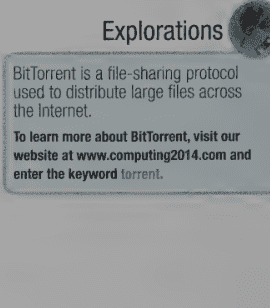 Explorations
BitTorrent is a file-sharing protocol
used to distribute large files across
the Internet.
To learn more about BitTorrent, visit our
website at www.computing2014.com and
enter the keyword torrent.